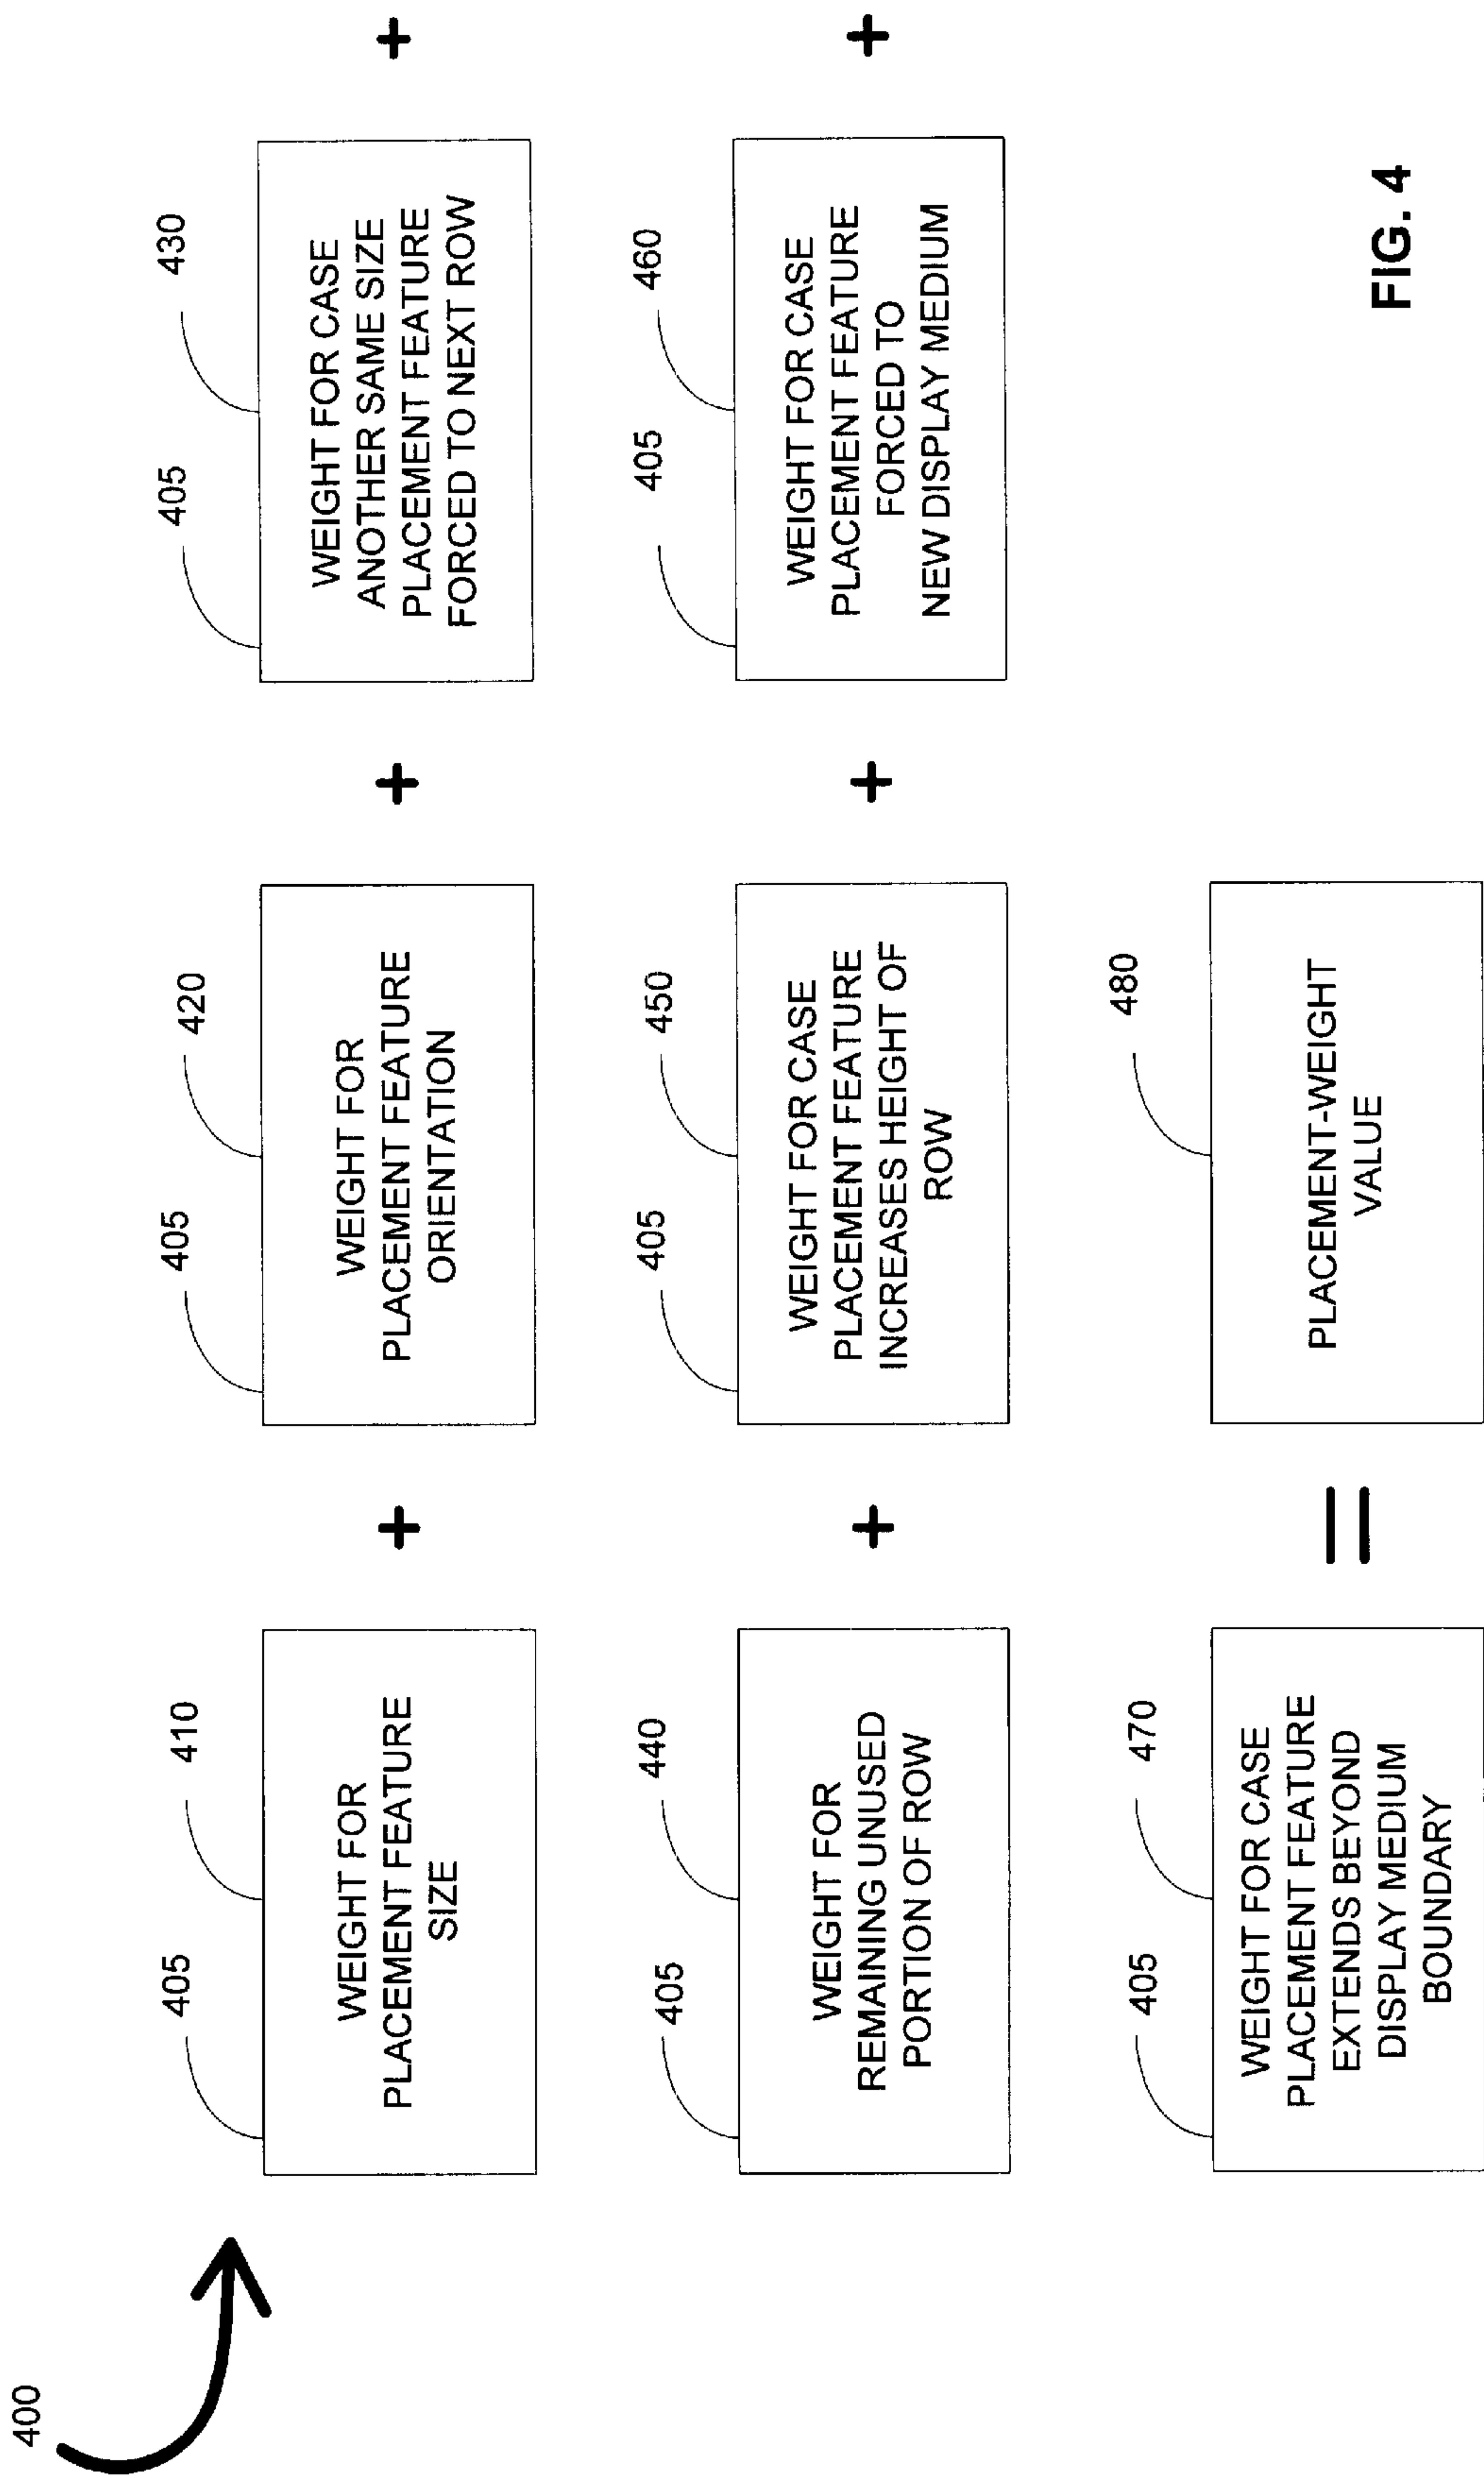 400
405
410
WEIGHT FOR
PLACEMENT FEATURE
SIZE
+
405
420
WEIGHT FOR
PLACEMENT FEATURE
ORIENTATION
+
405
430
WEIGHT FOR CASE
ANOTHER SAME SIZE
PLACEMENT FEATURE
FORCED TO NEXT ROW
+
405
440
WEIGHT FOR
REMAINING UNUSED
PORTION OF ROW
+
405
450
WEIGHT FOR CASE
PLACEMENT FEATURE
INCREASES HEIGHT OF
ROW
+
405
460
WEIGHT FOR CASE
PLACEMENT FEATURE
FORCED TO
NEW DISPLAY MEDIUM
+
405
470
WEIGHT FOR CASE
PLACEMENT FEATURE
EXTENDS BEYOND
DISPLAY MEDIUM
BOUNDARY
=
480
PLACEMENT-WEIGHT
VALUE
FIG. 4